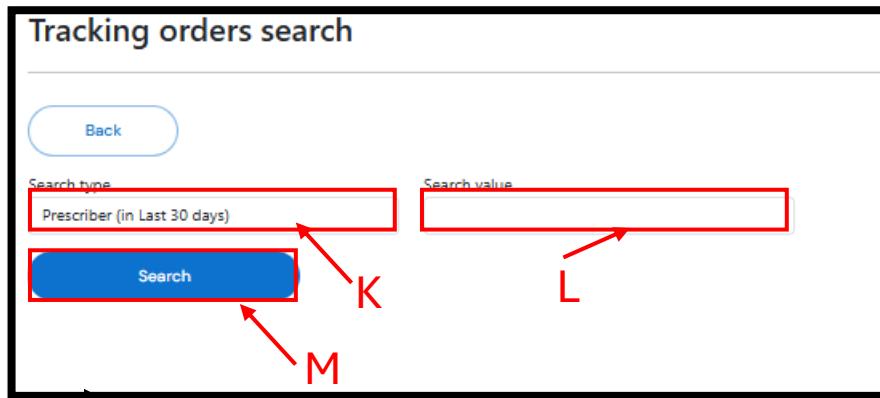 Tracking orders search
Back
Search type Search value
Prescriber (in Last 30 days)
Search
K L
M